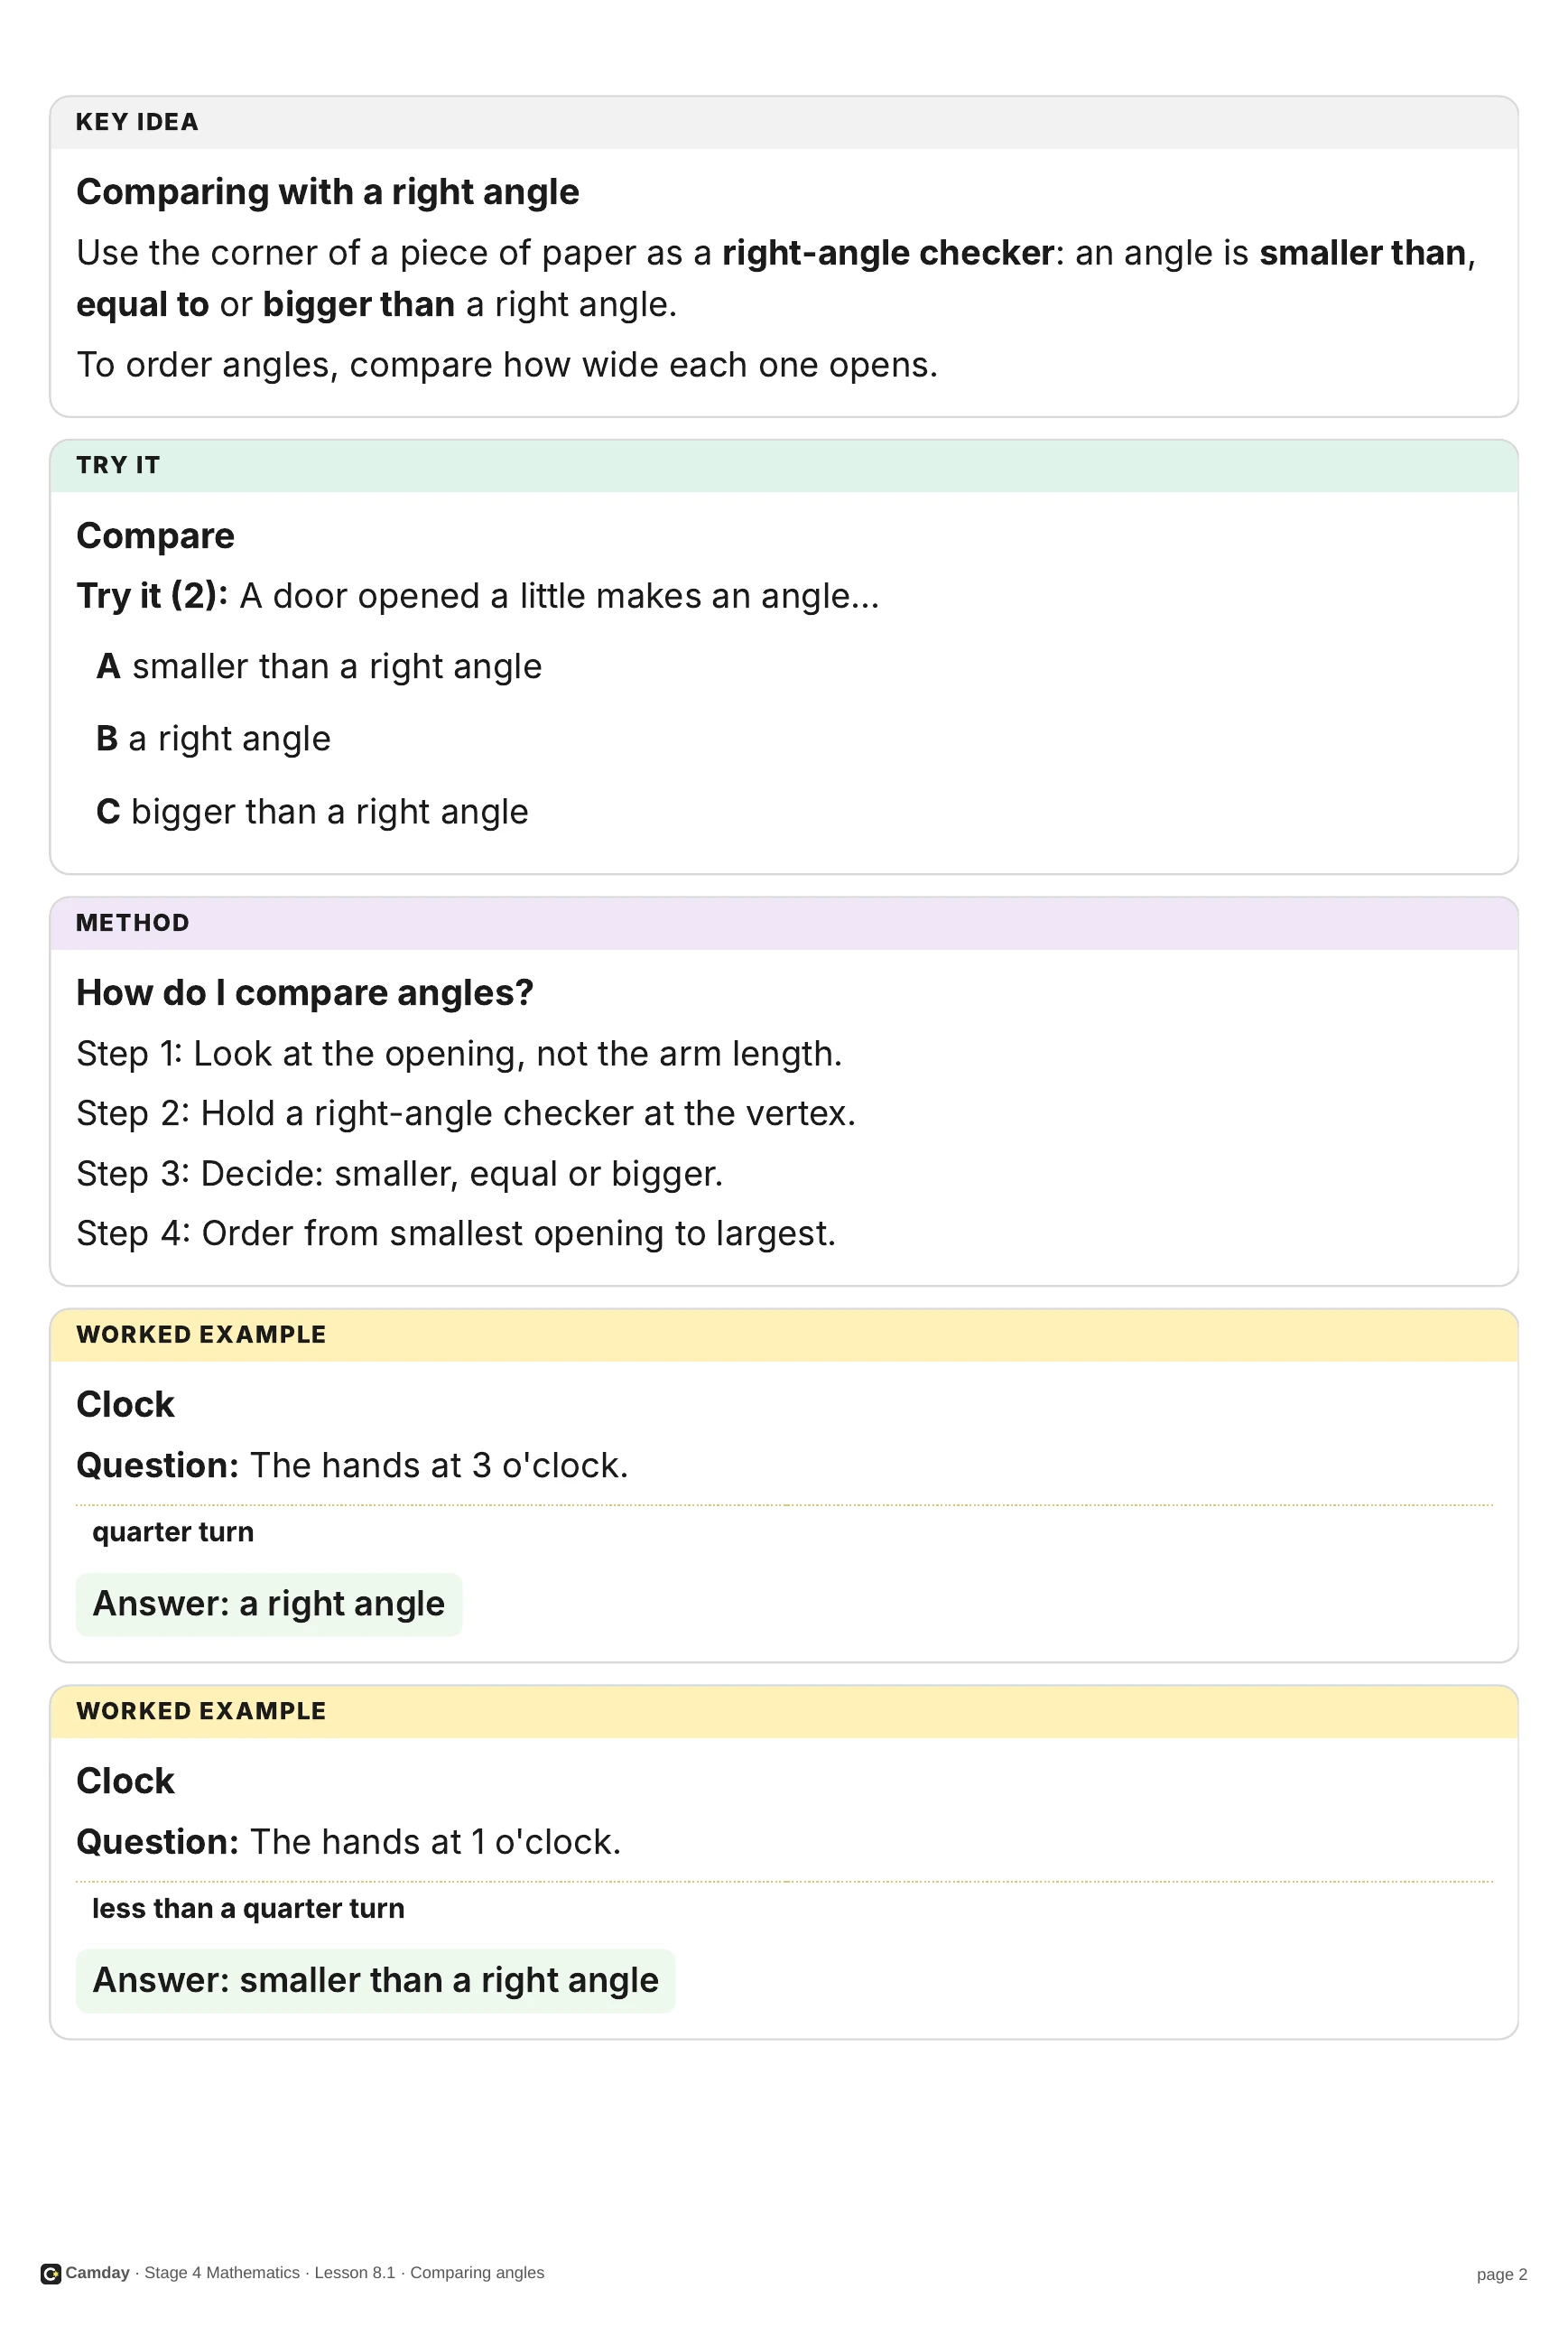 KEY IDEA
Comparing with a right angle
Use the corner of a piece of paper as a right-angle checker: an angle is smaller than,
equal to or bigger than a right angle.
To order angles, compare how wide each one opens.
TRY IT
Compare
Try it (2): A door opened a little makes an angle...
A smaller than a right angle
B a right angle
C bigger than a right angle
METHOD
How do I compare angles?
Step 1: Look at the opening, not the arm length.
Step 2: Hold a right-angle checker at the vertex.
Step 3: Decide: smaller, equal or bigger.
Step 4: Order from smallest opening to largest.
WORKED EXAMPLE
Clock
Question: The hands at 3 o'clock.
quarter turn
Answer: a right angle
WORKED EXAMPLE
Clock
Question: The hands at 1 o'clock.
less than a quarter turn
Answer: smaller than a right angle
Camday · Stage 4 Mathematics · Lesson 8.1 · Comparing angles
page 2